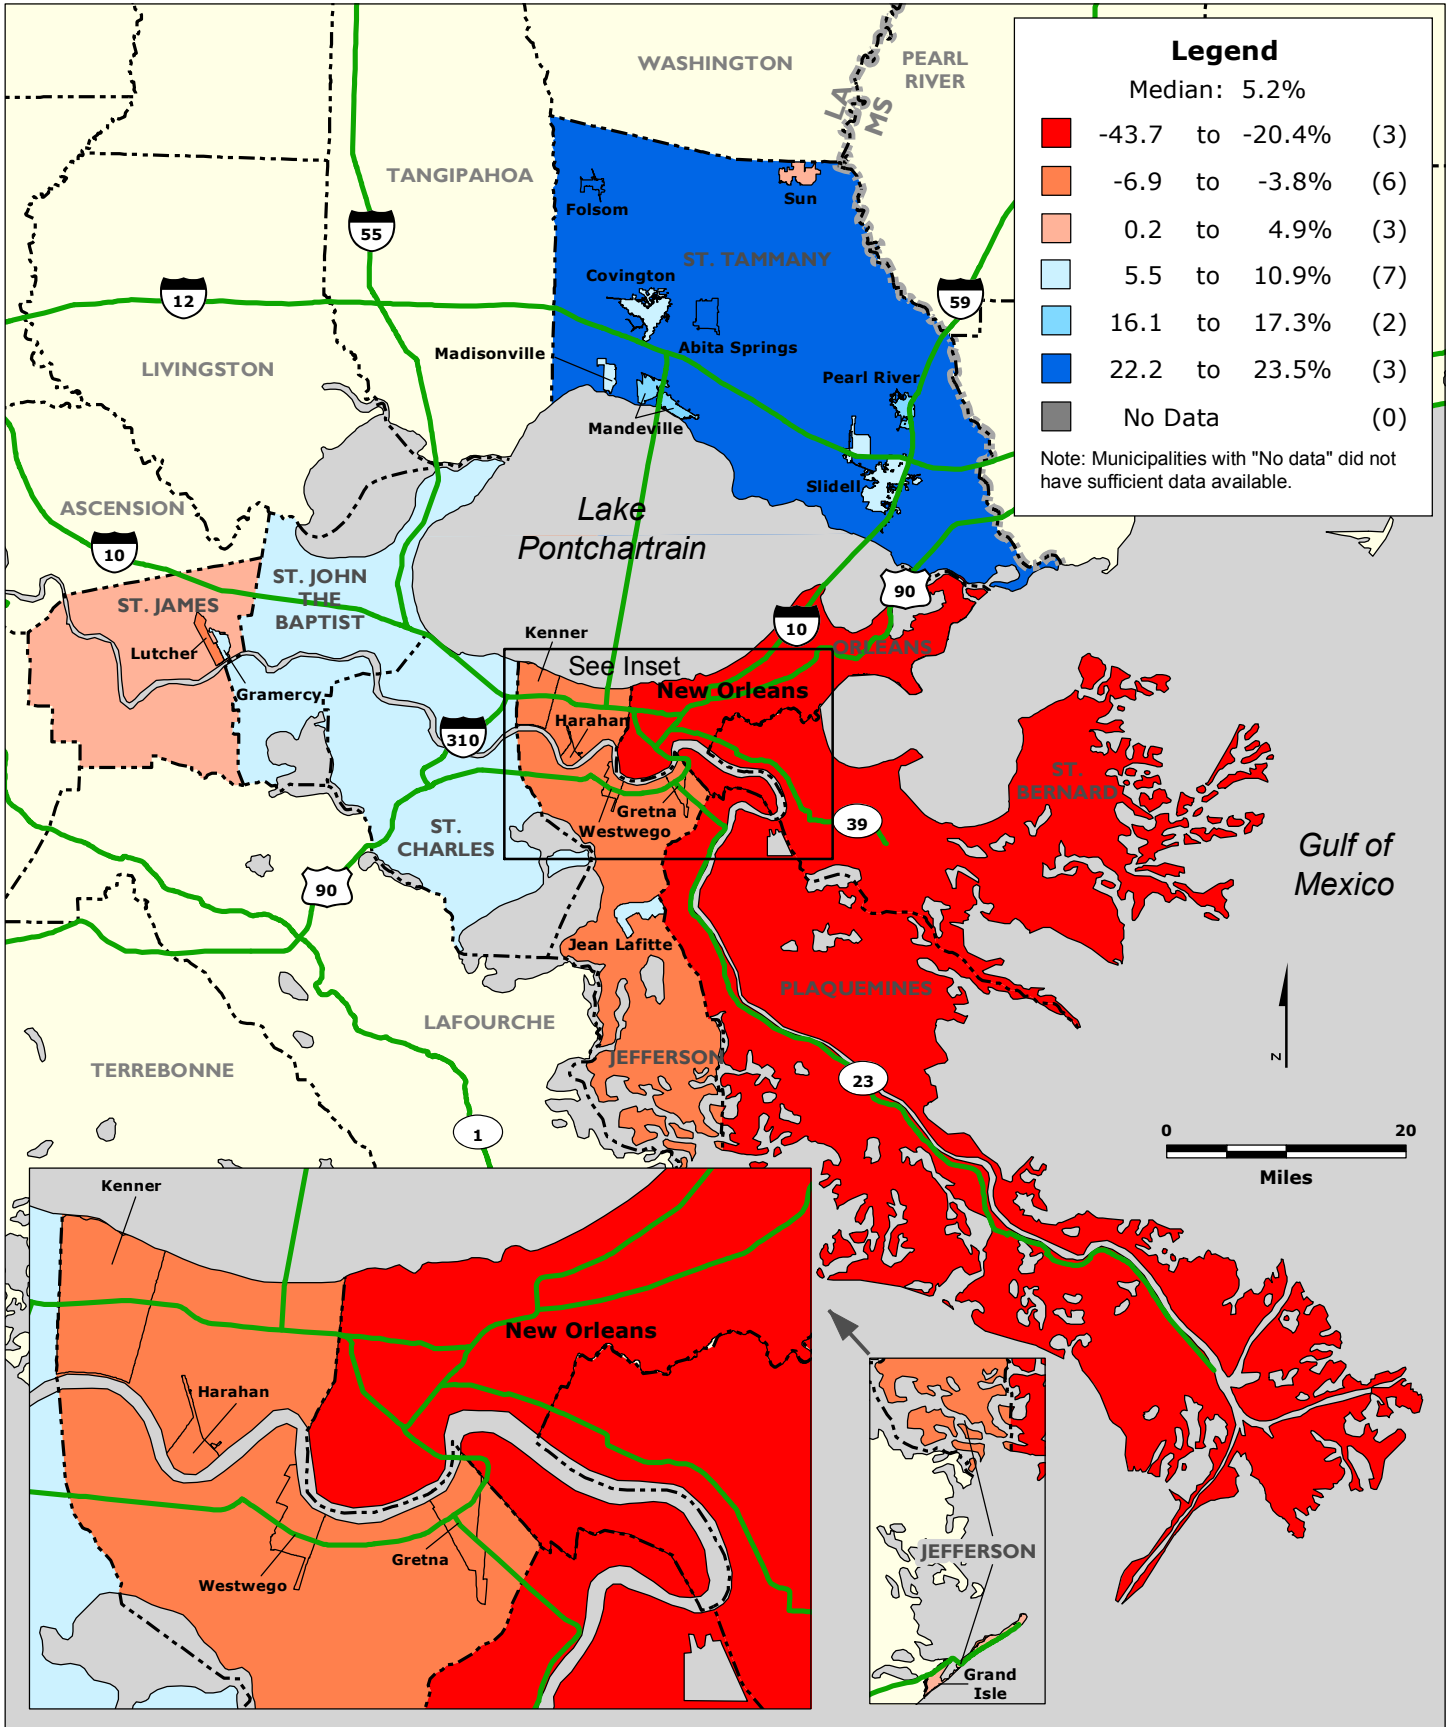 WASHINGTON
PEARL
RIVER
LA
MS
Legend
Median: 5.2%
-43.7 to -20.4% (3)
-6.9 to -3.8% (6)
0.2 to 4.9% (3)
5.5 to 10.9% (7)
16.1 to 17.3% (2)
22.2 to 23.5% (3)
No Data (0)
Note: Municipalities with "No data" did not
have sufficient data available.
TANGIPAHOA
Folsom
Sun
55
ST. TAMMANY
Covington
12
59
Abita Springs
Madisonville
LIVINGSTON
Pearl River
Mandeville
Slidell
ASCENSION
Lake
Pontchartrain
10
ST. JOHN
THE
BAPTIST
90
ST. JAMES
10
Kenner
ORLEANS
Lutcher
See Inset
Gramercy
New Orleans
Harahan
310
ST.
BERNARD
Gretna
Westwego
39
ST.
CHARLES
Gulf of
Mexico
90
Jean Lafitte
PLAQUEMINES
LAFOURCHE
JEFFERSON
N
TERREBONNE
23
1
0 20
Miles
Kenner
New Orleans
Harahan
Gretna
Westwego
JEFFERSON
Grand
Isle